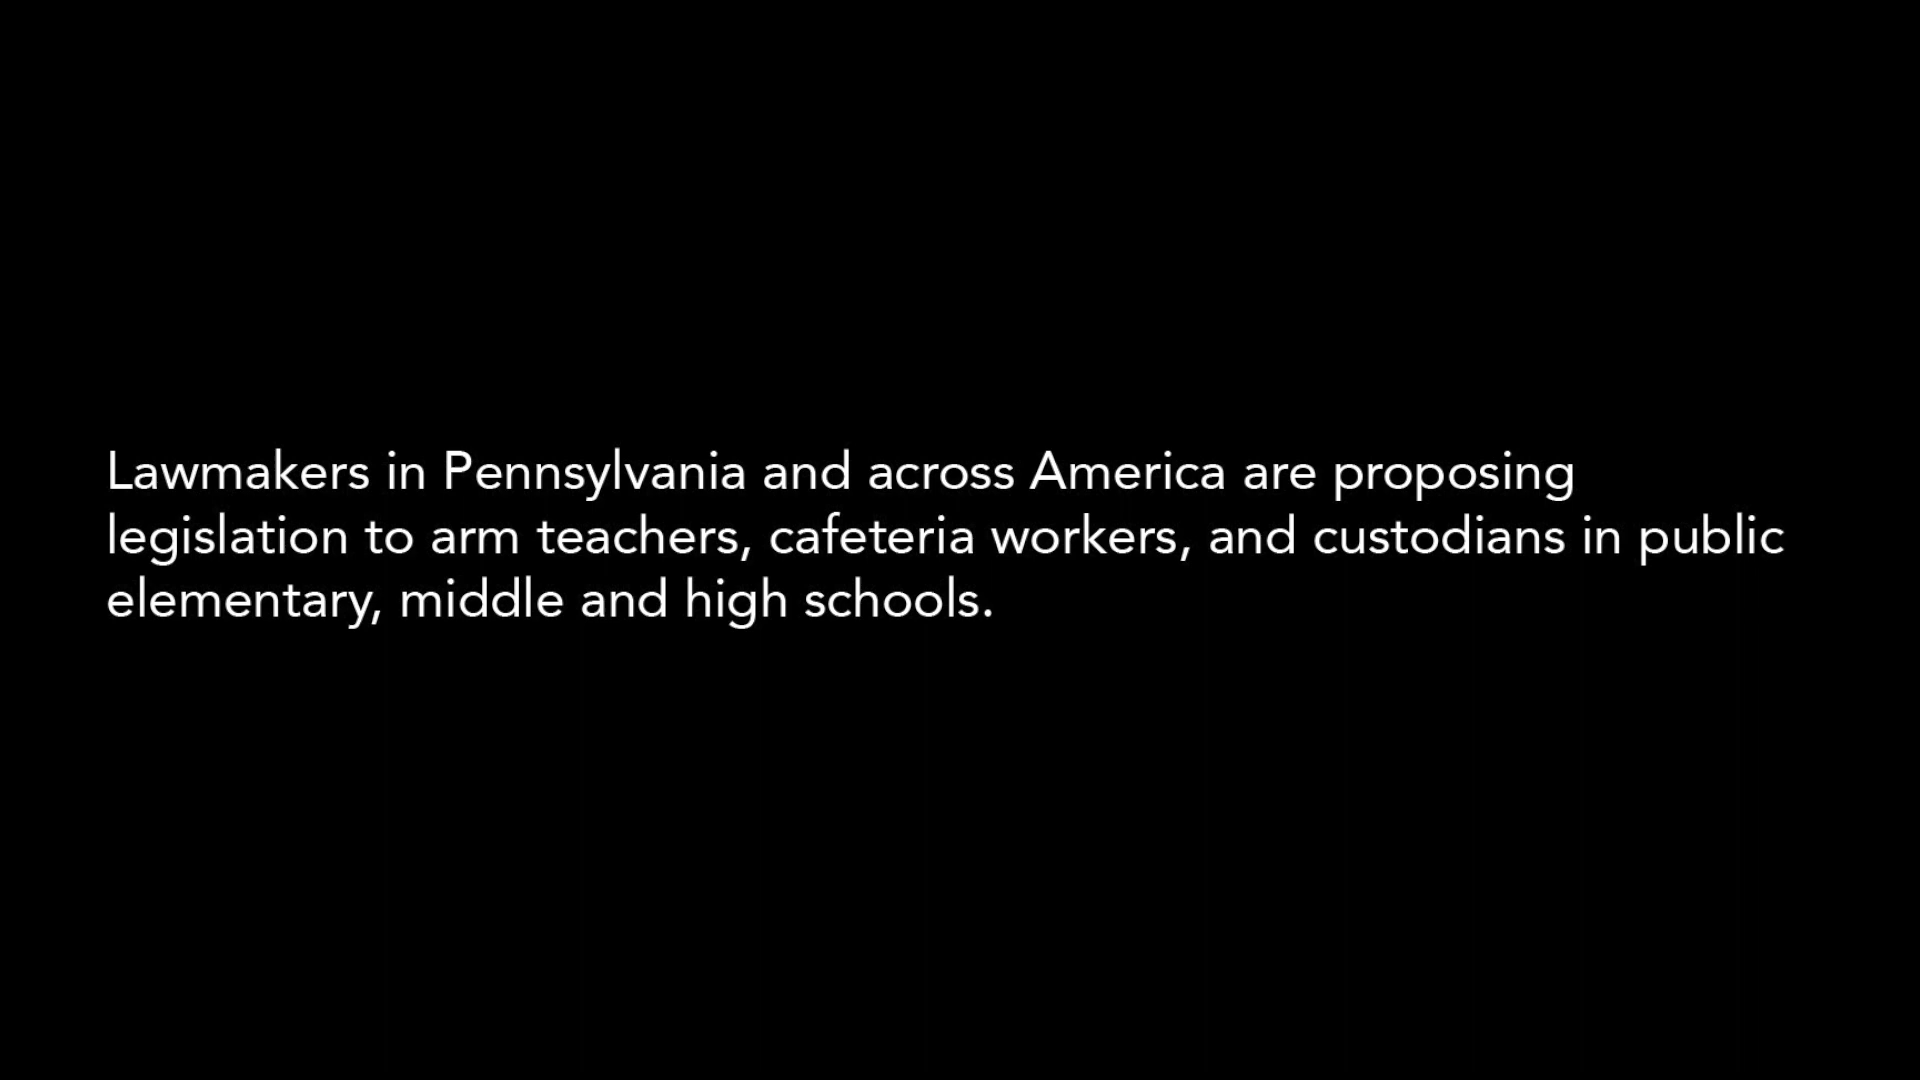 Lawmakers in Pennsylvania and across America are proposing
legislation to arm teachers, cafeteria workers, and custodians in public
elementary, middle and high schools.